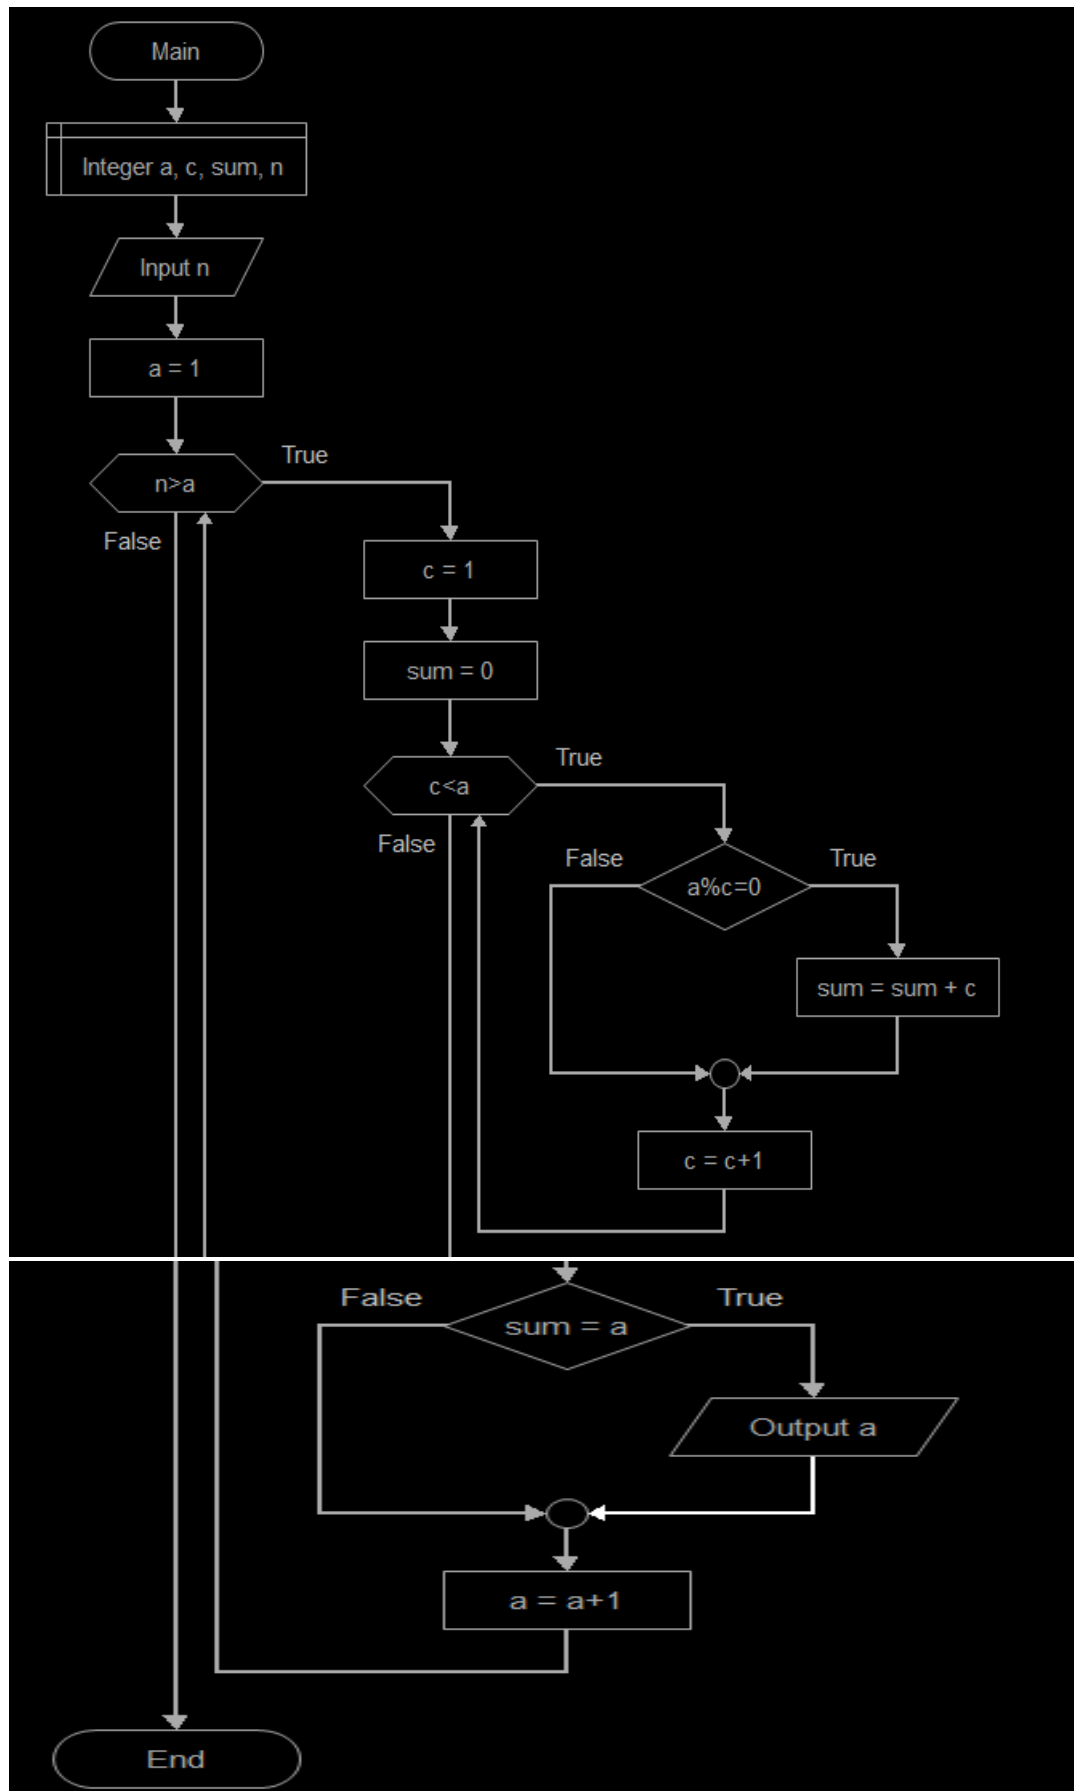 Main
Integer a, c, sum, n
Input n
a = 1
n>a
True
False
c = 1
sum = 0
c<a
True
False
a%c=0
False
True
sum = sum + c
c = c+1
sum = a
False
True
Output a
a = a+1
End